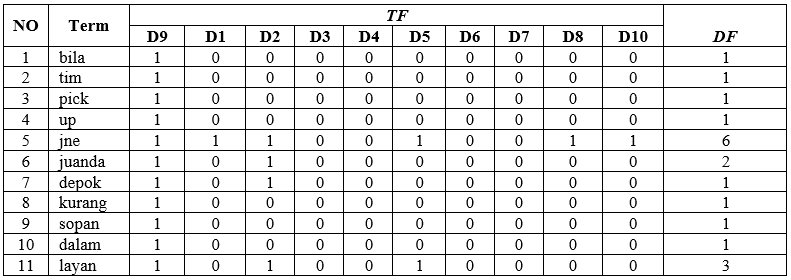 NO Term TF DF
D9 D1 D2 D3 D4 D5 D6 D7 D8 D10
1 bila 1 0 0 0 0 0 0 0 0 0 1
2 tim 1 0 0 0 0 0 0 0 0 0 1
3 pick 1 0 0 0 0 0 0 0 0 0 1
4 up 1 0 0 0 0 0 0 0 0 0 1
5 jne 1 1 1 0 0 1 0 0 1 1 6
6 juanda 1 0 1 0 0 0 0 0 0 0 2
7 depok 1 0 1 0 0 0 0 0 0 0 1
8 kurang 1 0 0 0 0 0 0 0 0 0 1
9 sopan 1 0 0 0 0 0 0 0 0 0 1
10 dalam 1 0 0 0 0 0 0 0 0 0 1
11 layan 1 0 1 0 0 1 0 0 0 0 3